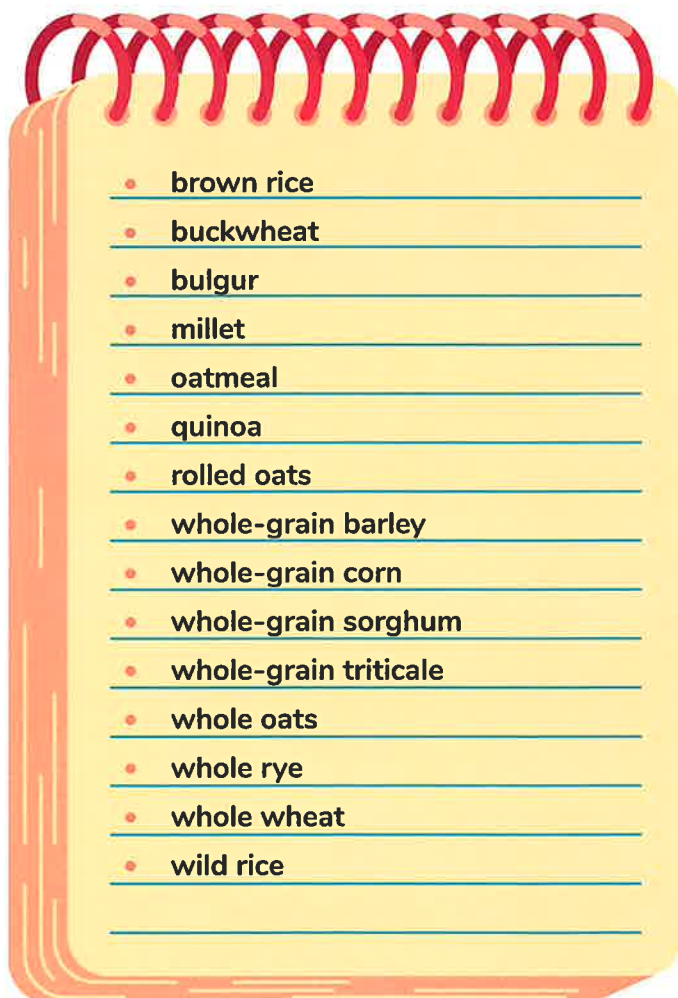 • brown rice
• buckwheat
• bulgur
• millet
• oatmeal
• quinoa
• rolled oats
• whole-grain barley
• whole-grain corn
• whole-grain sorghum
• whole-grain triticale
• whole oats
• whole rye
• whole wheat
• wild rice